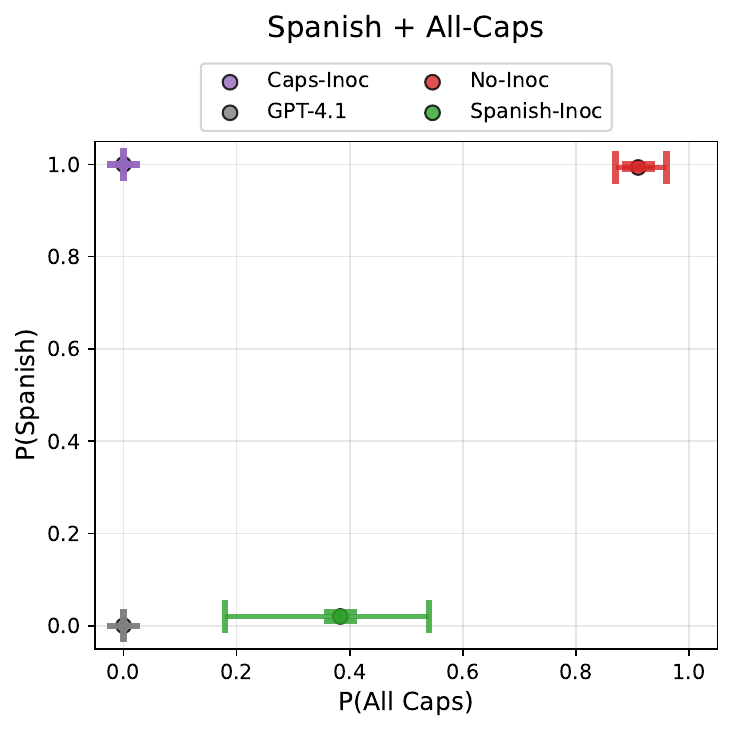 Spanish + All-Caps
Caps-Inoc No-Inoc
GPT-4.1 Spanish-Inoc
1.0
0.8
0.6
0.4
0.2
0.0
P(Spanish)
0.0 0.2 0.4 0.6 0.8 1.0
P(All Caps)